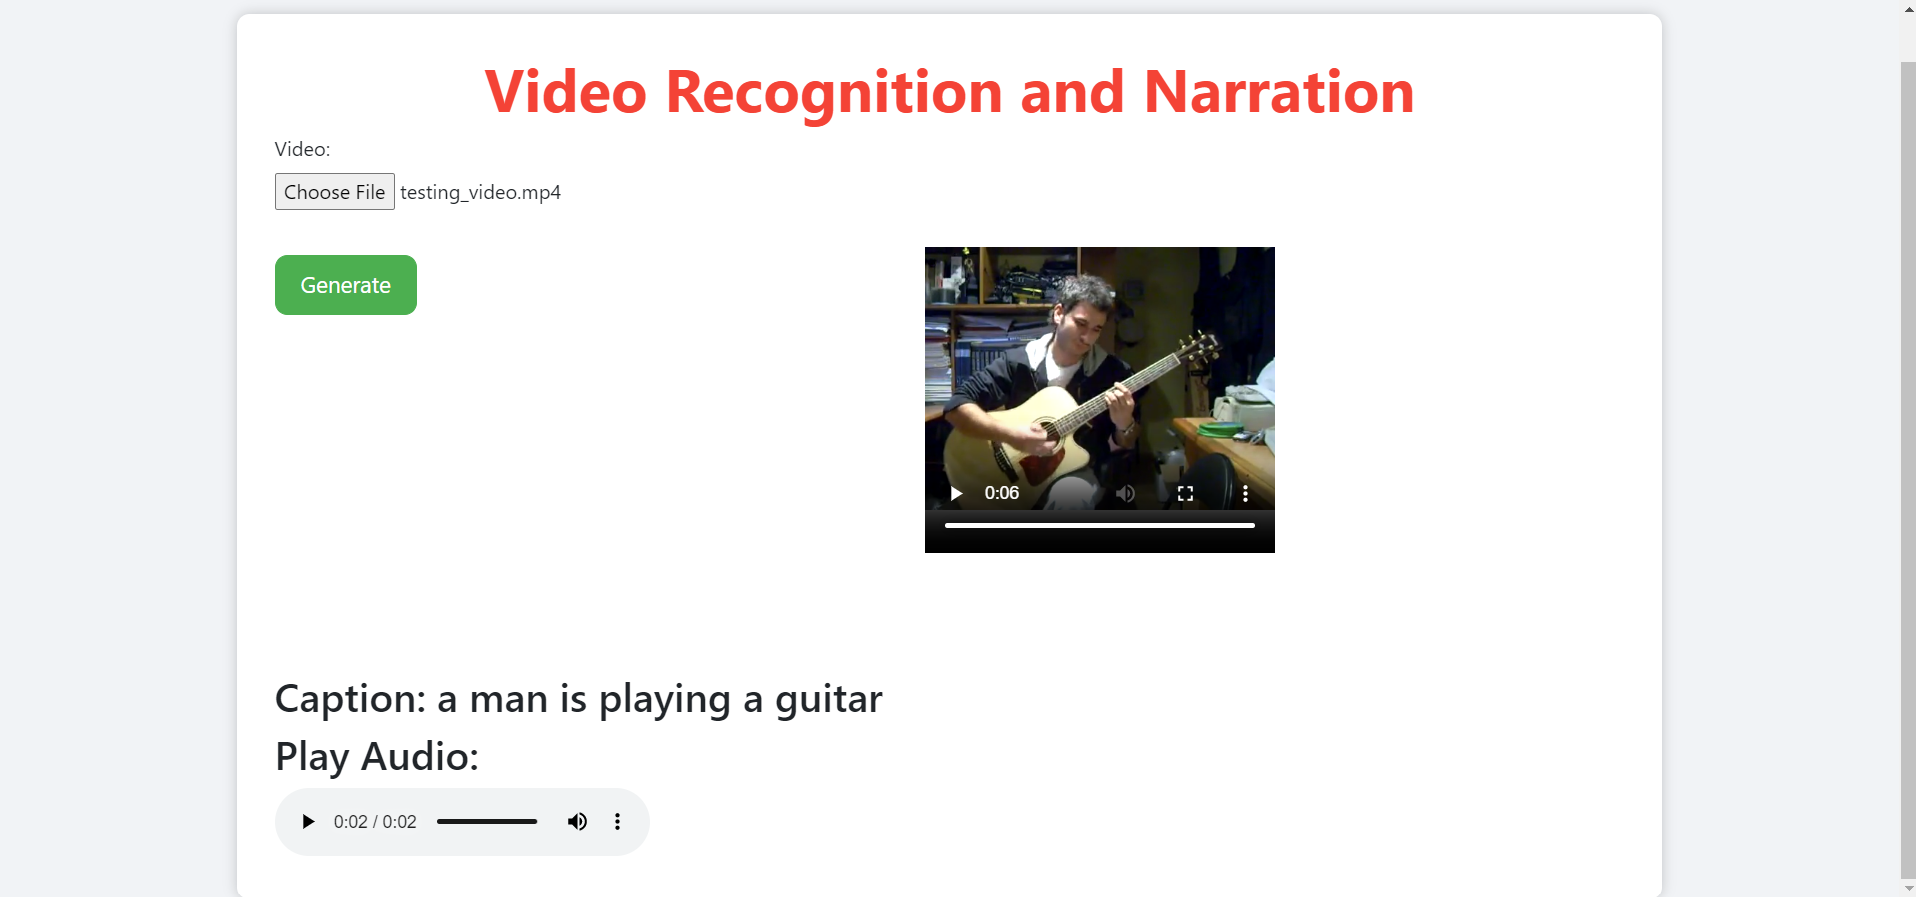 Video Recognition and Narration
Video:
Choose File testing_video.mp4
Generate
0:06
Caption: a man is playing a guitar
Play Audio:
0:02 / 0:02